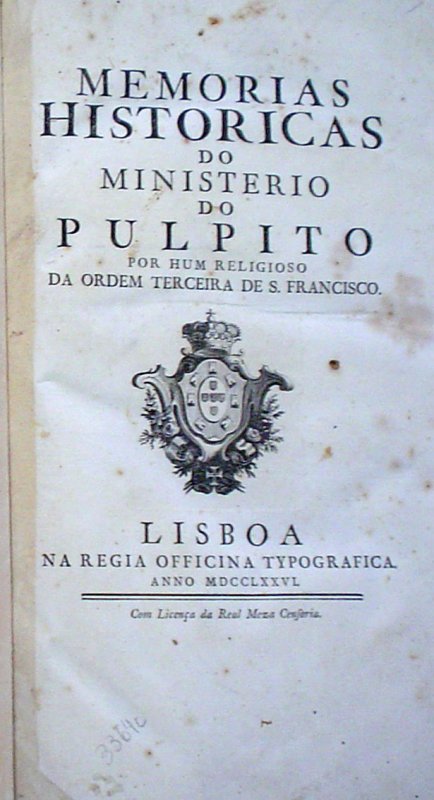 MEMORIAS
HISTORICAS
DO
MINISTERIO
DO
PULPITO
POR HUM RELIGIOSO
DA ORDEM TERCEIRA DE S. FRANCISCO.
LISBOA
NA REGIA OFFICINA TYPOGRAFICA.
ANNO MDCCLXXVI.
Com Licença da Real Meza Censoria.